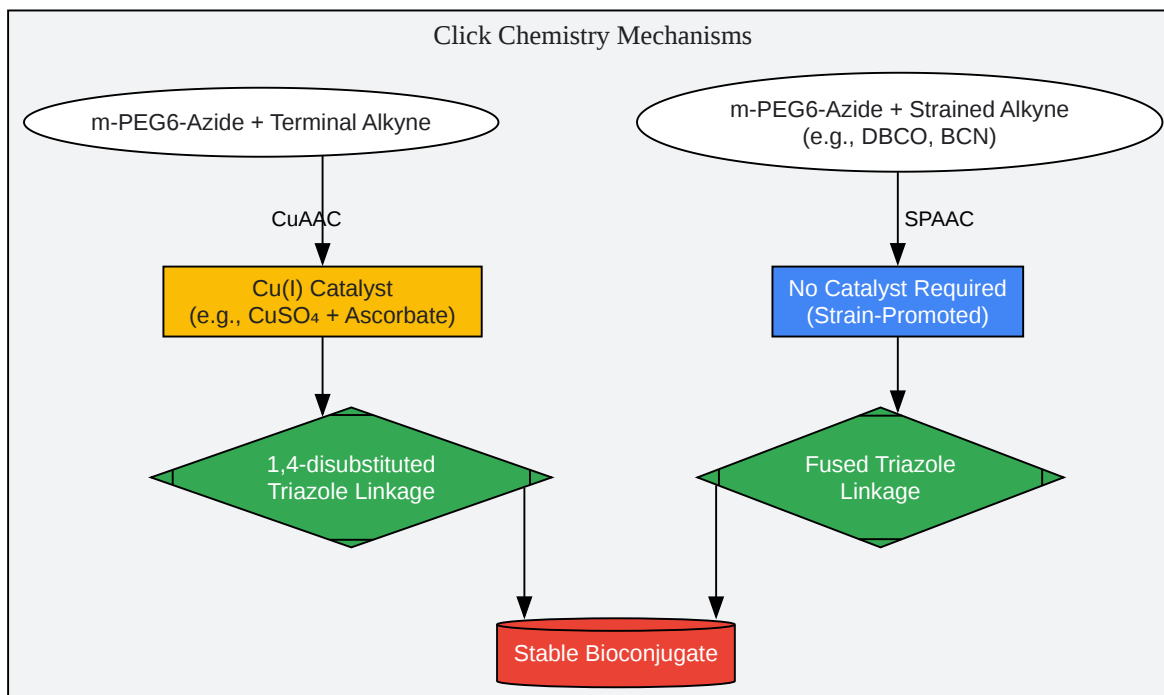 Click Chemistry Mechanisms
m-PEG6-Azide + Terminal Alkyne
m-PEG6-Azide + Strained Alkyne
(e.g., DBCO, BCN)
CuAAC
SPAAC
Cu(I) Catalyst
(e.g., CuSO₄ + Ascorbate)
No Catalyst Required
(Strain-Promoted)
1,4-disubstituted
Triazole Linkage
Fused Triazole
Linkage
Stable Bioconjugate